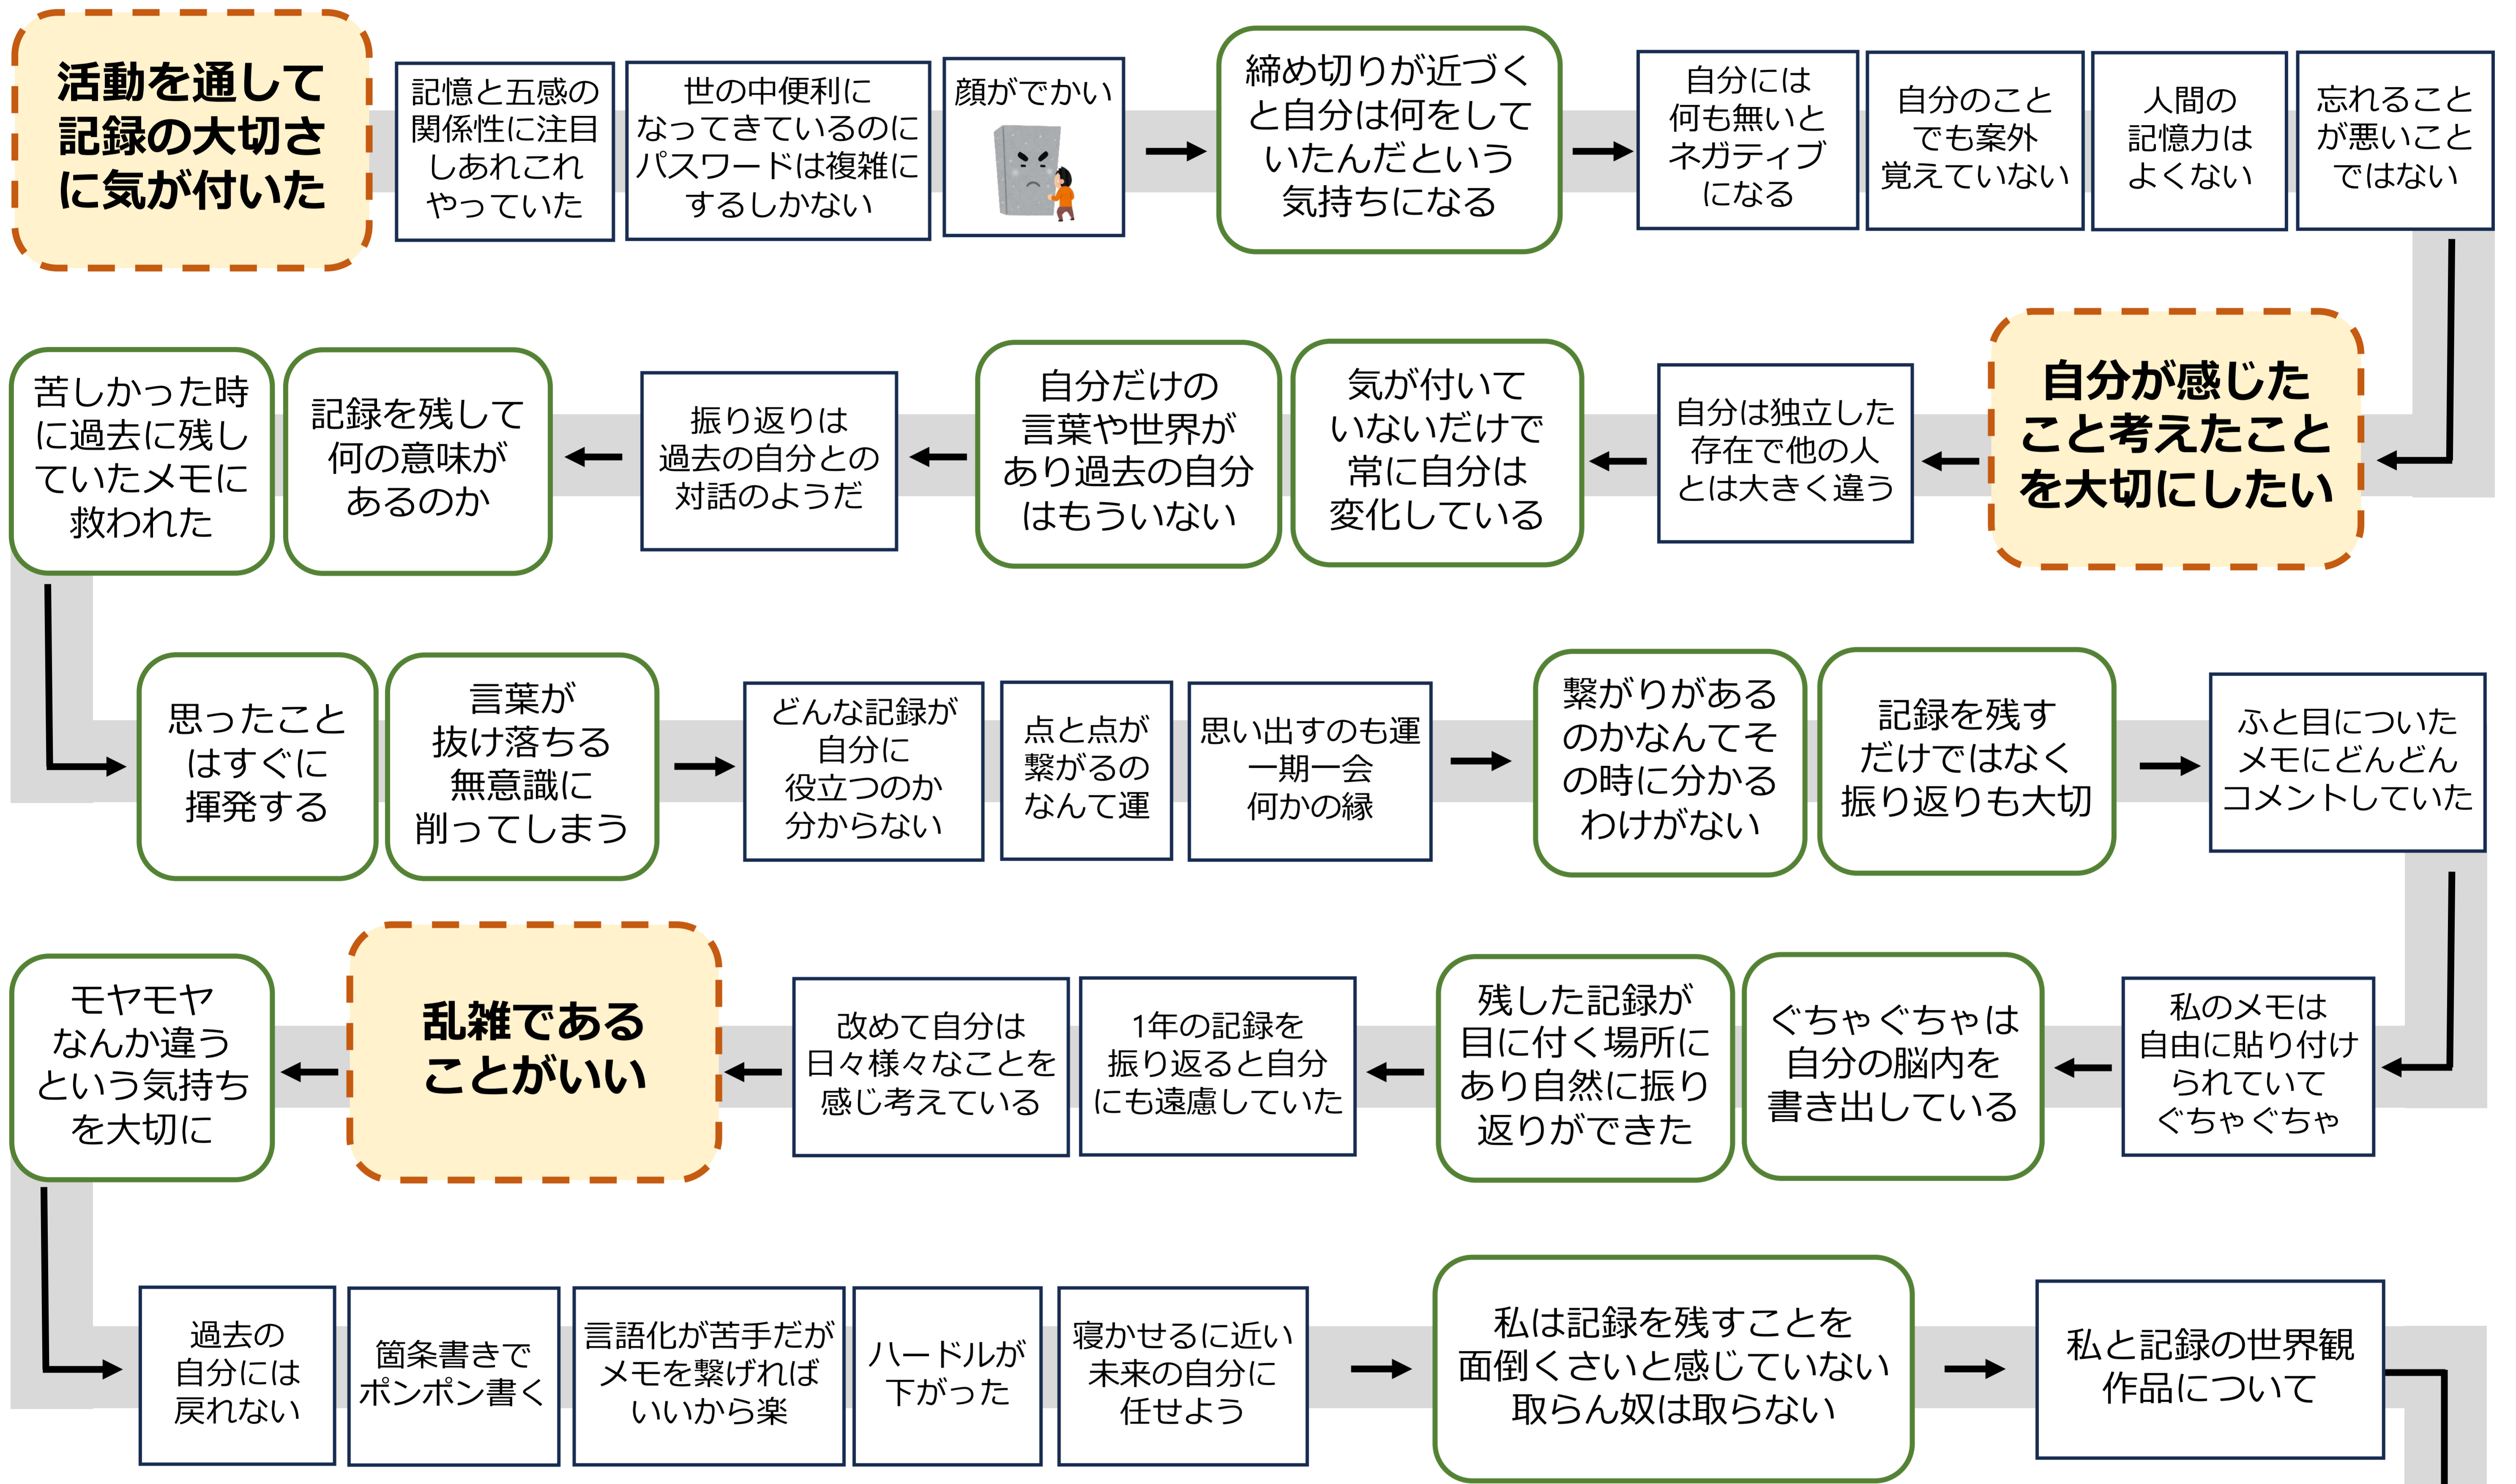 活動を通して
記録の大切さ
に気が付いた
記憶と五感の
関係性に注目
しあれこれ
やっていた
世の中便利に
なってきているのに
パスワードは複雑に
するしかない
顔がでかい
締め切りが近づく
と自分は何をして
いたんだという
気持ちになる
自分には
何も無いと
ネガティブ
になる
自分のこと
でも案外
覚えていない
人間の
記憶力は
よくない
忘れること
が悪いこと
ではない
自分が感じた
こと考えたこと
を大切にしたい
自分は独立した
存在で他の人
とは大きく違う
気が付いて
いないだけで
常に自分は
変化している
自分だけの
言葉や世界が
あり過去の自分
はもういない
振り返りは
過去の自分との
対話のようだ
記録を残して
何の意味が
あるのか
苦しかった時
に過去に残し
ていたメモに
救われた
思ったこと
はすぐに
揮発する
言葉が
抜け落ちる
無意識に
削ってしまう
どんな記録が
自分に
役立つのか
分からない
点と点が
繋がるの
なんて運
思い出すのも運
一期一会
何かの縁
繋がりがある
のかなんてそ
の時に分かる
わけがない
記録を残す
だけではなく
振り返りも大切
ふと目についた
メモにどんどん
コメントしていた
私のメモは
自由に貼り付け
られていて
ぐちゃぐちゃ
ぐちゃぐちゃは
自分の脳内を
書き出している
残した記録が
目に付く場所に
あり自然に振り
返りができた
1年の記録を
振り返ると自分
にも遠慮していた
改めて自分は
日々様々なことを
感じ考えている
乱雑である
ことがいい
モヤモヤ
なんか違う
という気持ち
を大切に
過去の
自分には
戻れない
箇条書きで
ポンポン書く
言語化が苦手だが
メモを繋げれば
いいから楽
ハードルが
下がった
寝かせるに近い
未来の自分に
任せよう
私は記録を残すことを
面倒くさいと感じていない
取らん奴は取らない
私と記録の世界観
作品について